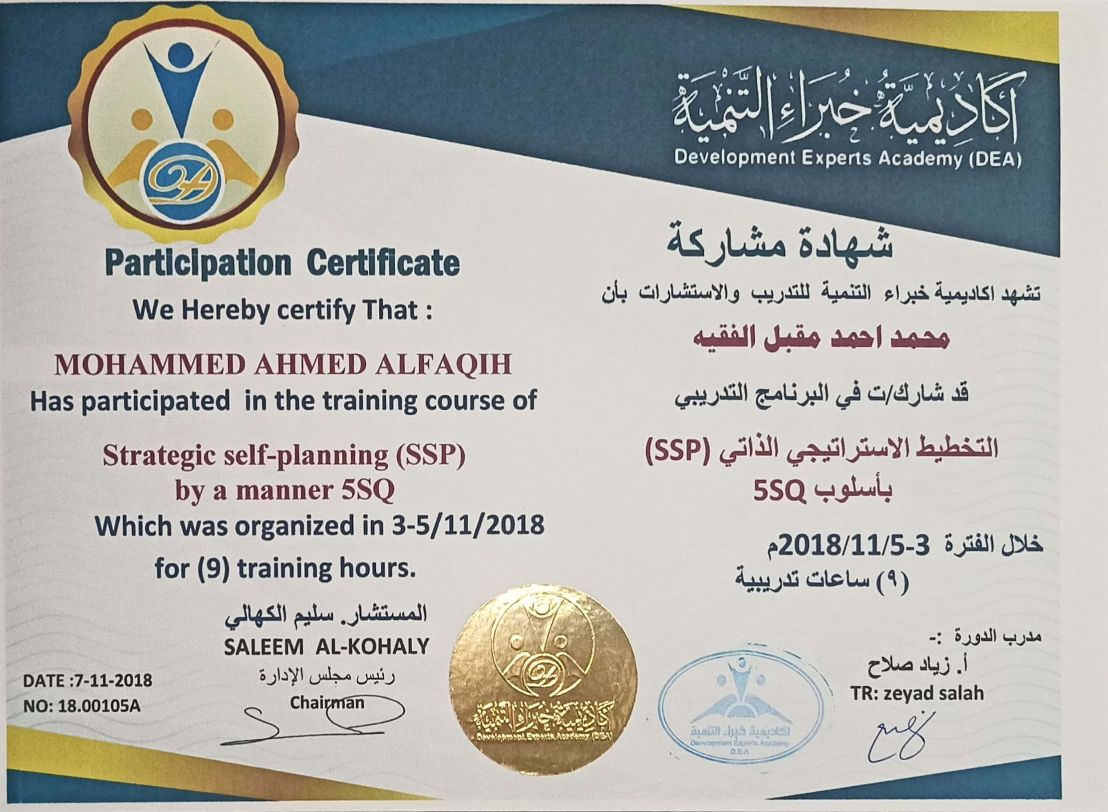 اكاديمية خبراء التنمية
Development Experts Academy (DEA)
Participation Certificate
We Hereby certify That :
MOHAMMED AHMED ALFAQIH
Has participated in the training course of
Strategic self-planning (SSP)
by a manner 5SQ
Which was organized in 3-5/11/2018
for (9) training hours.
المستشار. سليم الكهالي
SALEEM AL-KOHALY
رئيس مجلس الإدارة
Chairman
DATE :7-11-2018
NO: 18.00105A
شهادة مشاركة
تشهد اكاديمية خبراء التنمية للتدريب والاستشارات بأن
محمد احمد مقبل الفقيه
قد شارك/ت في البرنامج التدريبي
التخطيط الاستراتيجي الذاتي (SSP)
بأسلوب 5SQ
خلال الفترة 3-2018/11/5م
(٩) ساعات تدريبية
مدرب الدورة :-
أ. زياد صلاح
TR: zeyad salah
اكاديمية خبراء التنمية
Development Experts Academy (DEA)
اكاديمية خبراء التنمية
Development Experts Academy
D.E.A